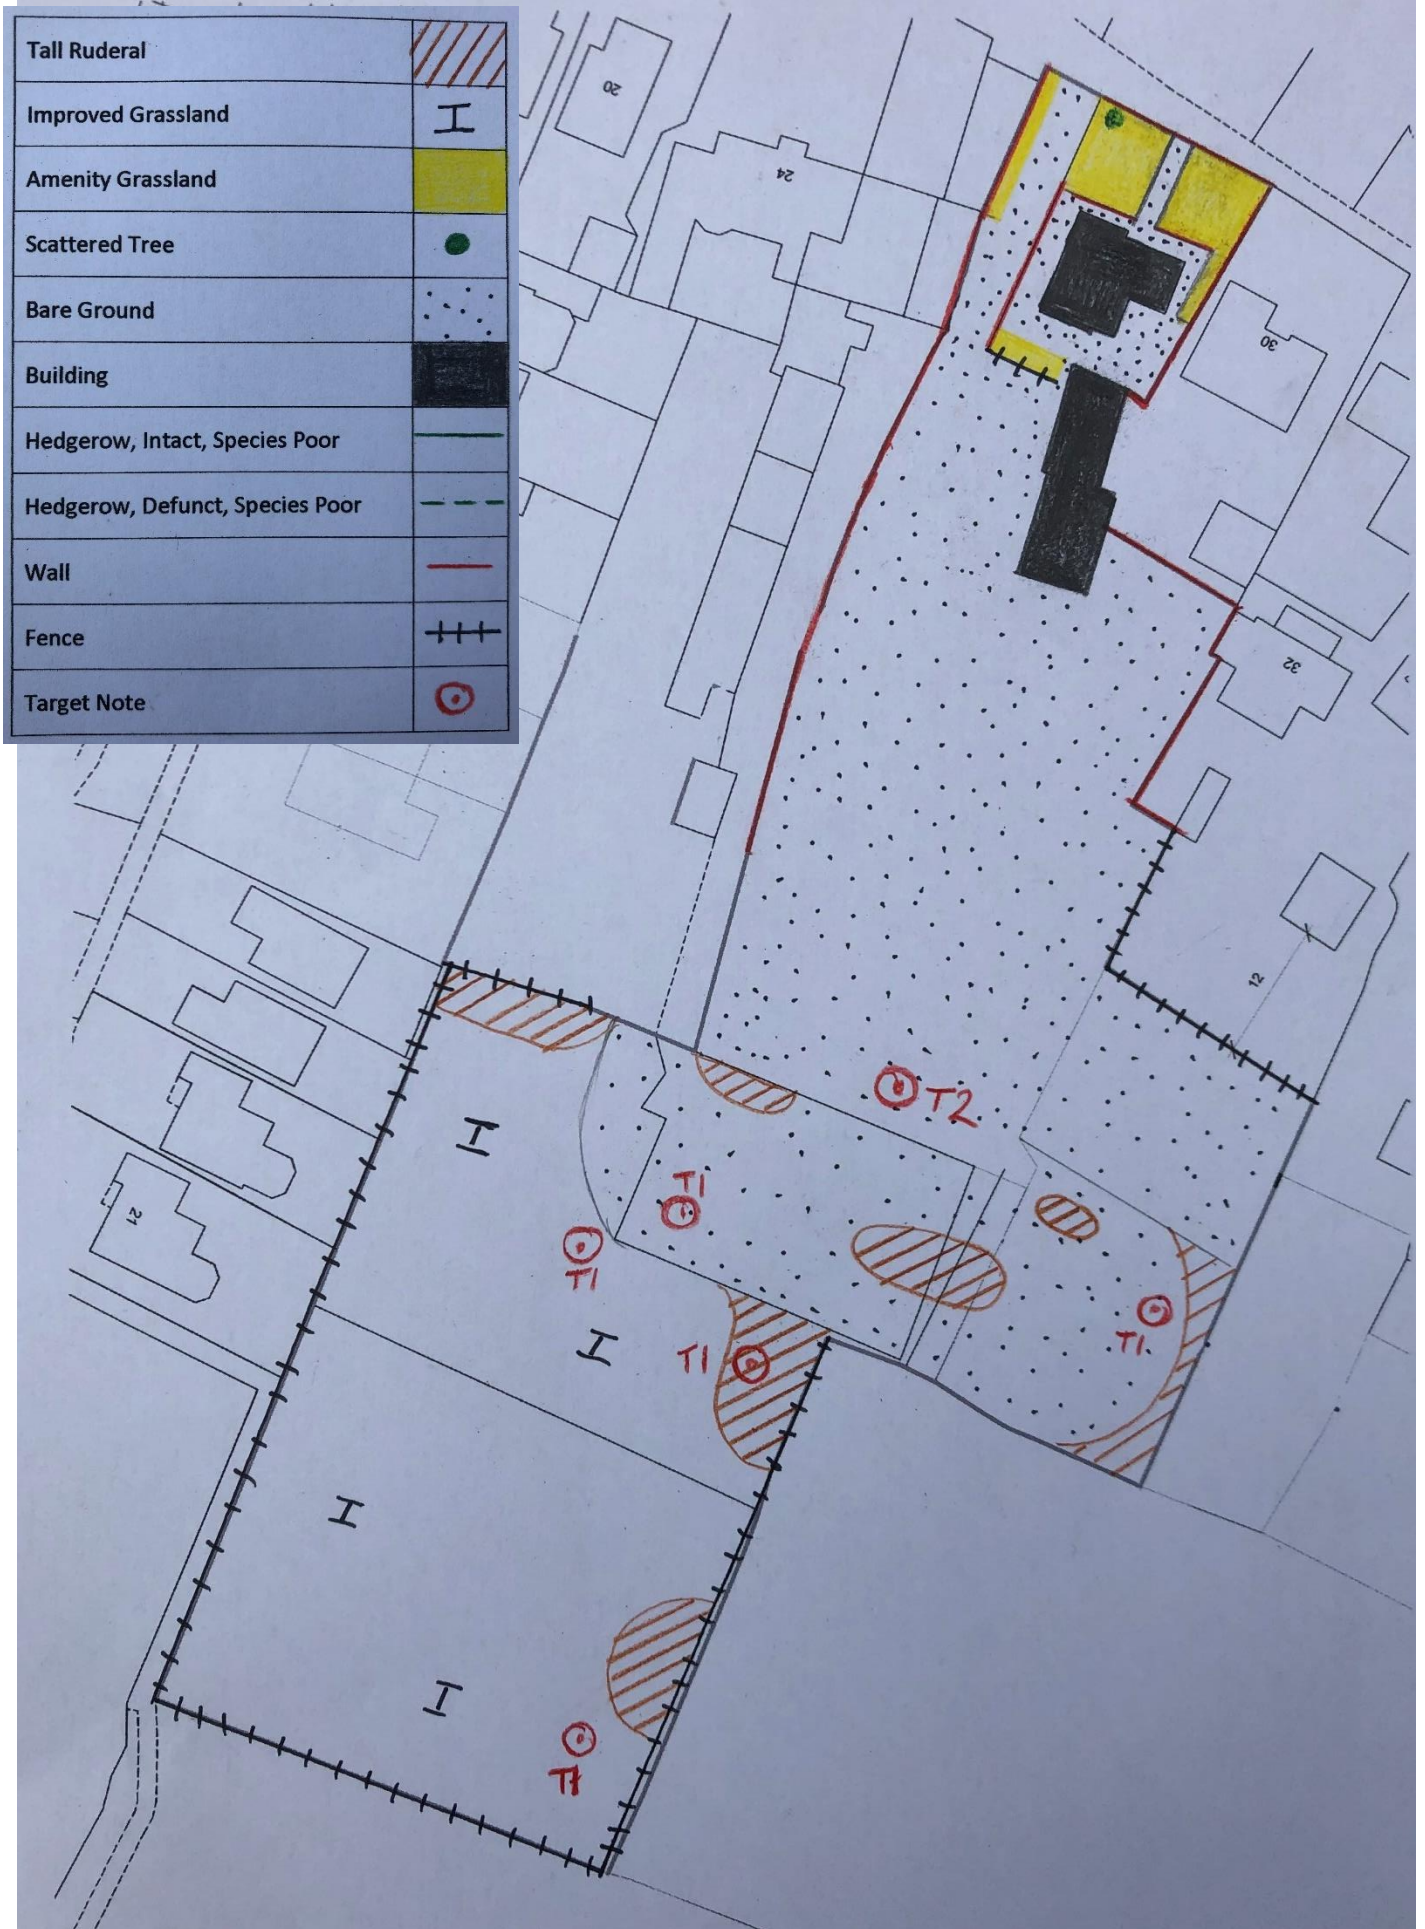 Tall Ruderal
Improved Grassland
I
Amenity Grassland
Scattered Tree
Bare Ground
Building
Hedgerow, Intact, Species Poor
Hedgerow, Defunct, Species Poor
Wall
Fence
Target Note
20
24
30
32
12
T2
I
T1
21
T1
I
T1
T1
I
I
T1